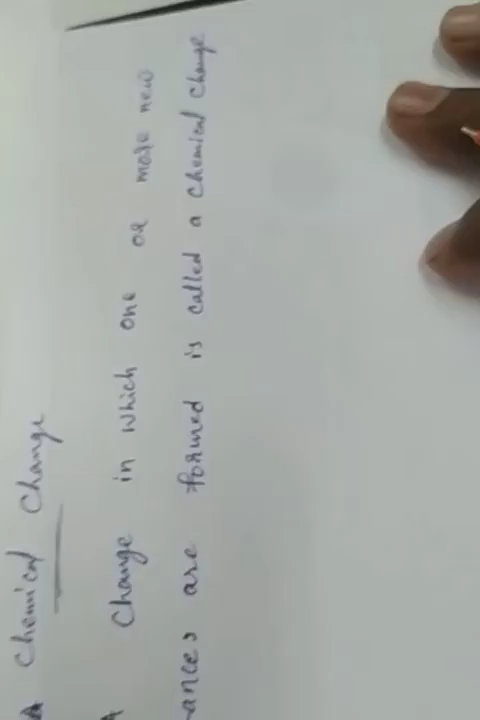 A Chemical Change
A Change in which one or more new
ances are formed is called a chemical change